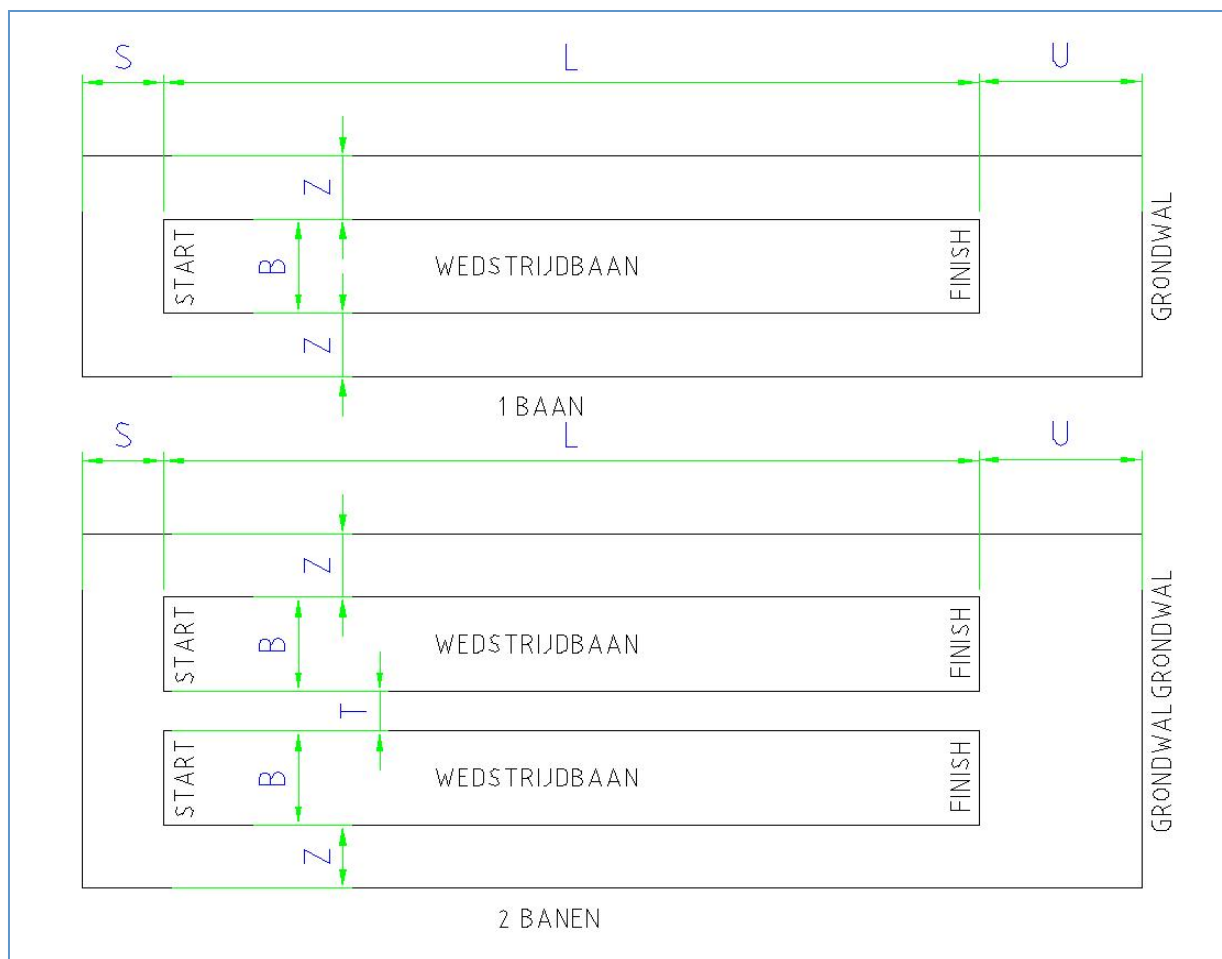 S L U
Z
START B WEDSTRIJDBAAN FINISH GRONDWAL
Z
1 BAAN
S L U
Z
START B WEDSTRIJDBAAN FINISH GRONDWAL
T
START B WEDSTRIJDBAAN FINISH GRONDWAL
Z
2 BANEN